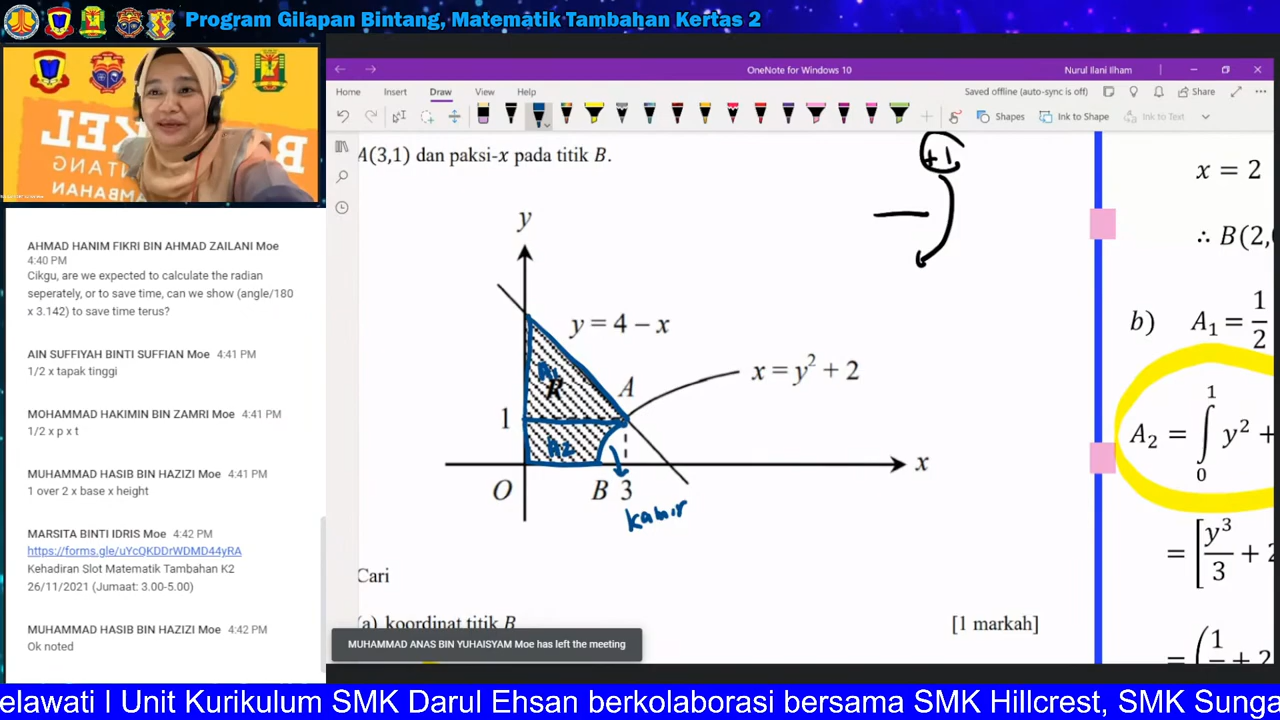 Program Gilapan Bintang, Matematik Tambahan Kertas 2
OneNote for Windows 10
Nurul Ilani Ilham
Home Insert Draw View Help
Saved offline (auto-sync is off)
Share
Shapes
Ink to Shape
Ink to Text
AHMAD HANIM FIKRI BIN AHMAD ZAILANI Moe
4:40 PM
Cikgu, are we expected to calculate the radian
seperately, or to save time, can we show (angle/180
x 3.142) to save time terus?
AIN SUFFIYAH BINTI SUFFIAN Moe 4:41 PM
1/2 x tapak tinggi
MOHAMMAD HAKIMIN BIN ZAMRI Moe 4:41 PM
1/2 x p x t
MUHAMMAD HASIB BIN HAZIZI Moe 4:41 PM
1 over 2 x base x height
MARSITA BINTI IDRIS Moe 4:42 PM
https://forms.gle/uYcQKDDrWDMD44yRA
Kehadiran Slot Matematik Tambahan K2
26/11/2021 (Jumaat: 3.00-5.00)
MUHAMMAD HASIB BIN HAZIZI Moe 4:42 PM
Ok noted
A(3,1) dan paksi-x pada titik B.
+1
y
y = 4 − x
A1
R
A
x = y² + 2
1
A2
x
O B 3
kamir
Cari
(a) koordinat titik B
[1 markah]
MUHAMMAD ANAS BIN YUHAISYAM Moe has left the meeting
x = 2
∴ B(2,
b) A₁ = 1/2
A₂ = ∫₀¹ y² +
= [y³/3 + 2
= (1 + 2
elawati l Unit Kurikulum SMK Darul Ehsan berkolaborasi bersama SMK Hillcrest, SMK Sunga